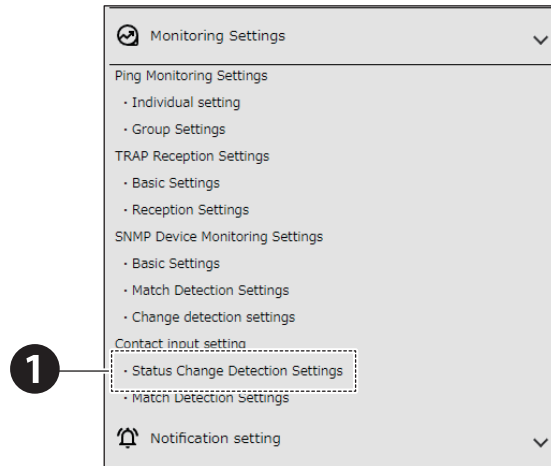 Monitoring Settings
Ping Monitoring Settings
・Individual setting
・Group Settings
TRAP Reception Settings
・Basic Settings
・Reception Settings
SNMP Device Monitoring Settings
・Basic Settings
・Match Detection Settings
・Change detection settings
Contact input setting
1
・Status Change Detection Settings
・Match Detection Settings
Notification setting